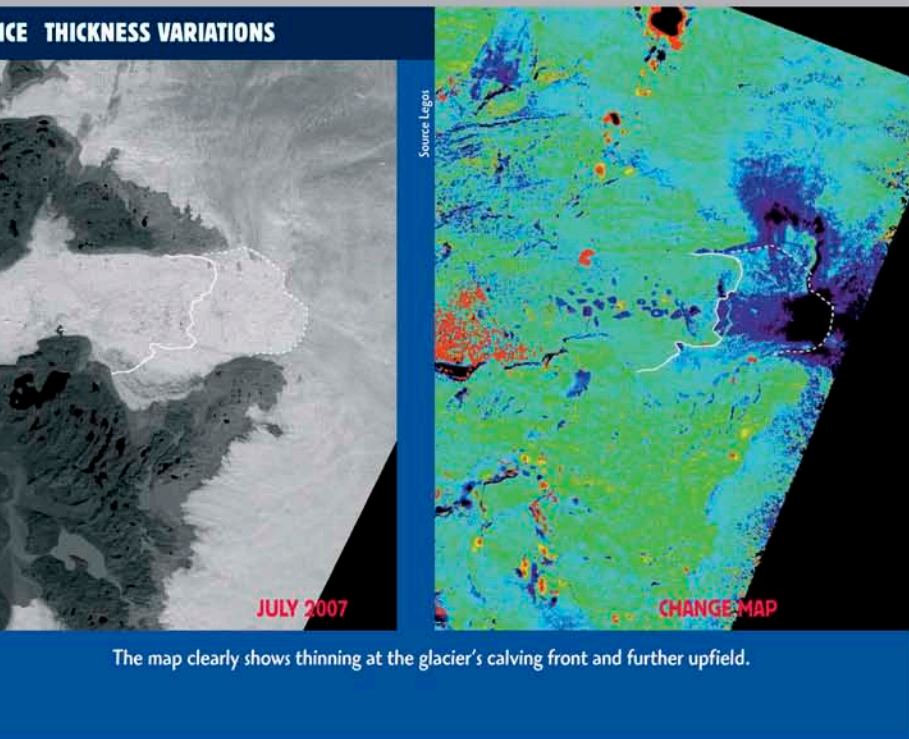 ICE THICKNESS VARIATIONS
Source Legos
JULY 2007
CHANGE MAP
The map clearly shows thinning at the glacier's calving front and further upfield.